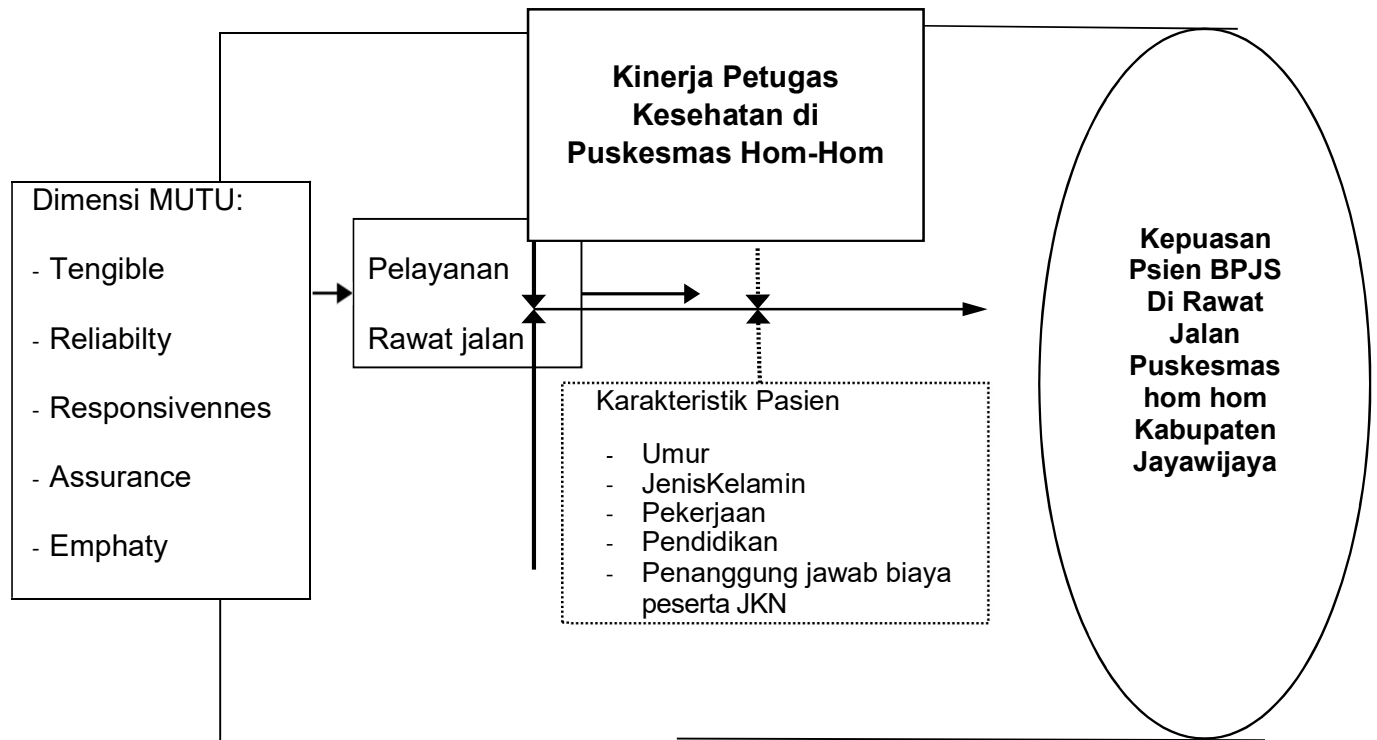 Kinerja Petugas
Kesehatan di
Puskesmas Hom-Hom
Dimensi MUTU:
- Tengible
- Reliabilty
- Responsivennes
- Assurance
- Emphaty
Pelayanan
Rawat jalan
Karakteristik Pasien
- Umur
- JenisKelamin
- Pekerjaan
- Pendidikan
- Penanggung jawab biaya
peserta JKN
Kepuasan
Psien BPJS
Di Rawat
Jalan
Puskesmas
hom hom
Kabupaten
Jayawijaya